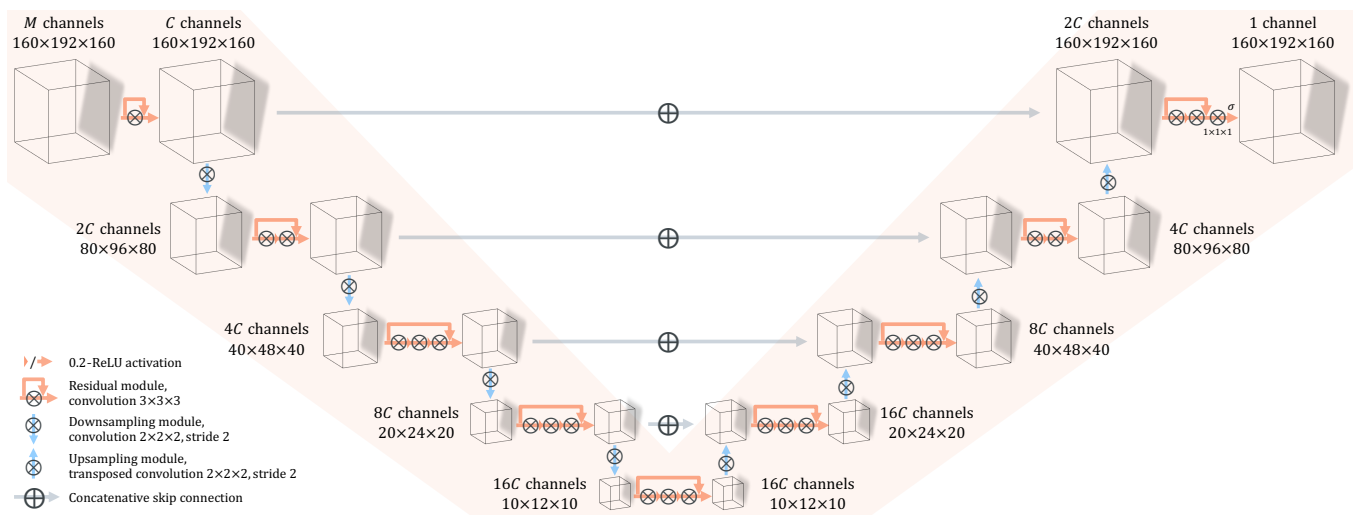 M channels
160×192×160
C channels
160×192×160
2C channels
160×192×160
1 channel
160×192×160
σ
1×1×1
2C channels
80×96×80
4C channels
80×96×80
4C channels
40×48×40
8C channels
40×48×40
8C channels
20×24×20
16C channels
20×24×20
16C channels
10×12×10
16C channels
10×12×10
/ 0.2-ReLU activation
Residual module,
convolution 3×3×3
Downsampling module,
convolution 2×2×2, stride 2
Upsampling module,
transposed convolution 2×2×2, stride 2
Concatenative skip connection